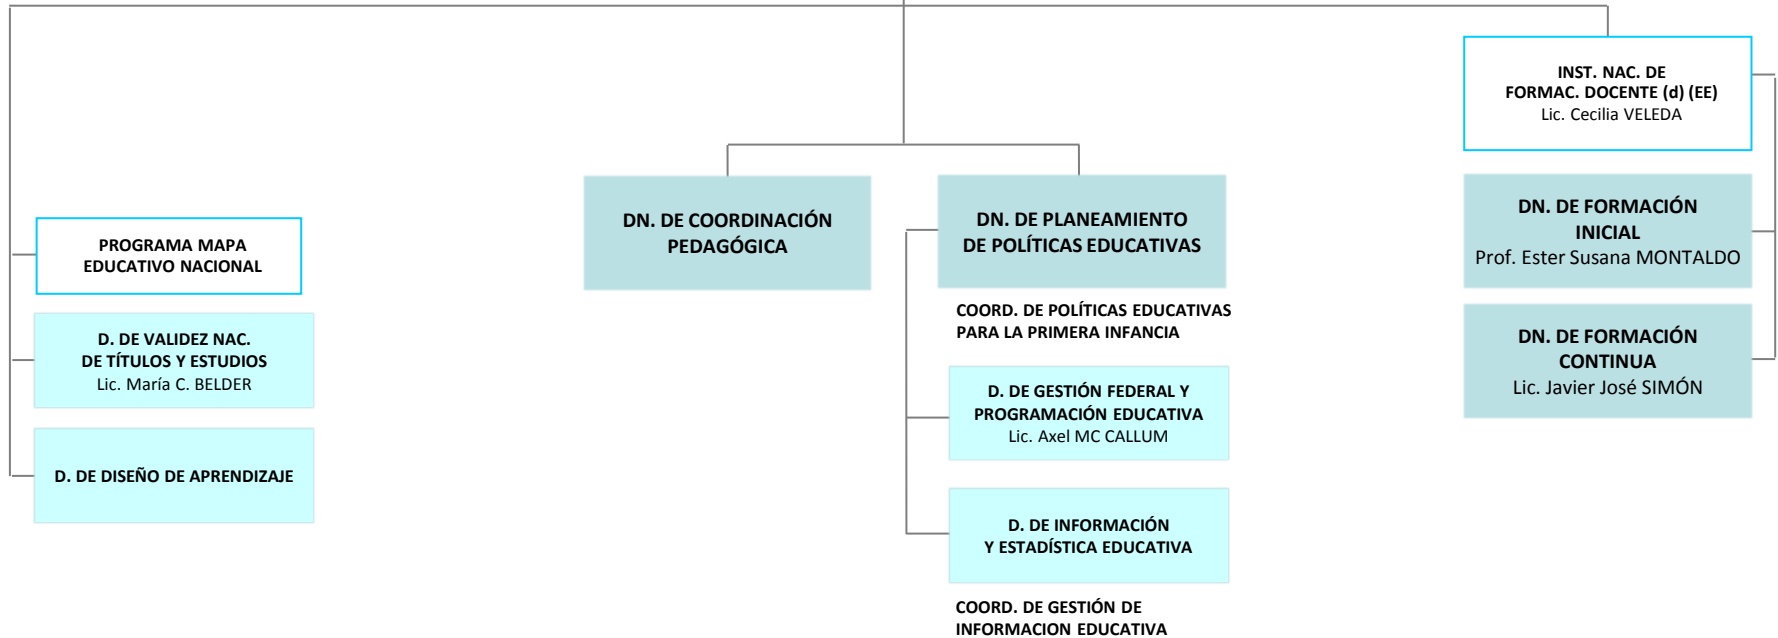 INST. NAC. DE
FORMAC. DOCENTE (d) (EE)
Lic. Cecilia VELEDA
DN. DE FORMACIÓN
INICIAL
Prof. Ester Susana MONTALDO
DN. DE FORMACIÓN
CONTINUA
Lic. Javier José SIMÓN
DN. DE COORDINACIÓN
PEDAGÓGICA
DN. DE PLANEAMIENTO
DE POLÍTICAS EDUCATIVAS
COORD. DE POLÍTICAS EDUCATIVAS
PARA LA PRIMERA INFANCIA
D. DE GESTIÓN FEDERAL Y
PROGRAMACIÓN EDUCATIVA
Lic. Axel MC CALLUM
D. DE INFORMACIÓN
Y ESTADÍSTICA EDUCATIVA
COORD. DE GESTIÓN DE
INFORMACION EDUCATIVA
PROGRAMA MAPA
EDUCATIVO NACIONAL
D. DE VALIDEZ NAC.
DE TÍTULOS Y ESTUDIOS
Lic. María C. BELDER
D. DE DISEÑO DE APRENDIZAJE